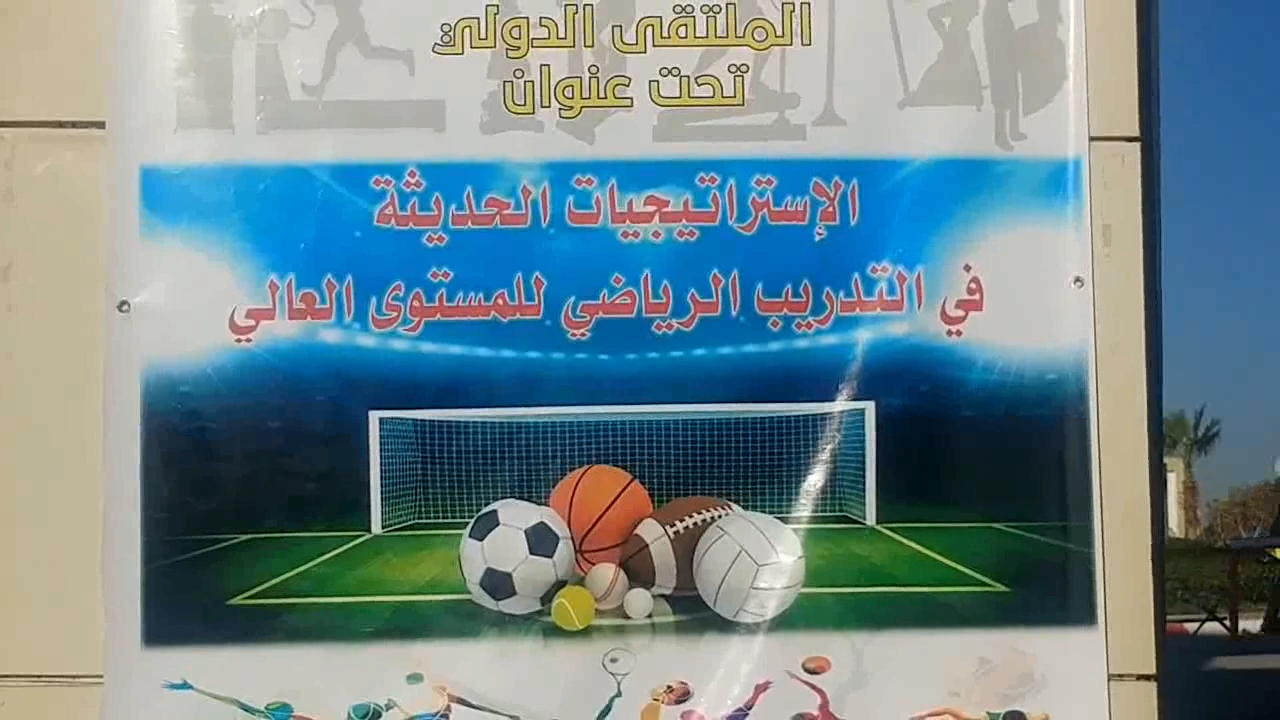 الملتقى الدولي
تحت عنوان
الإستراتيجيات الحديثة
في التدريب الرياضي للمستوى العالي